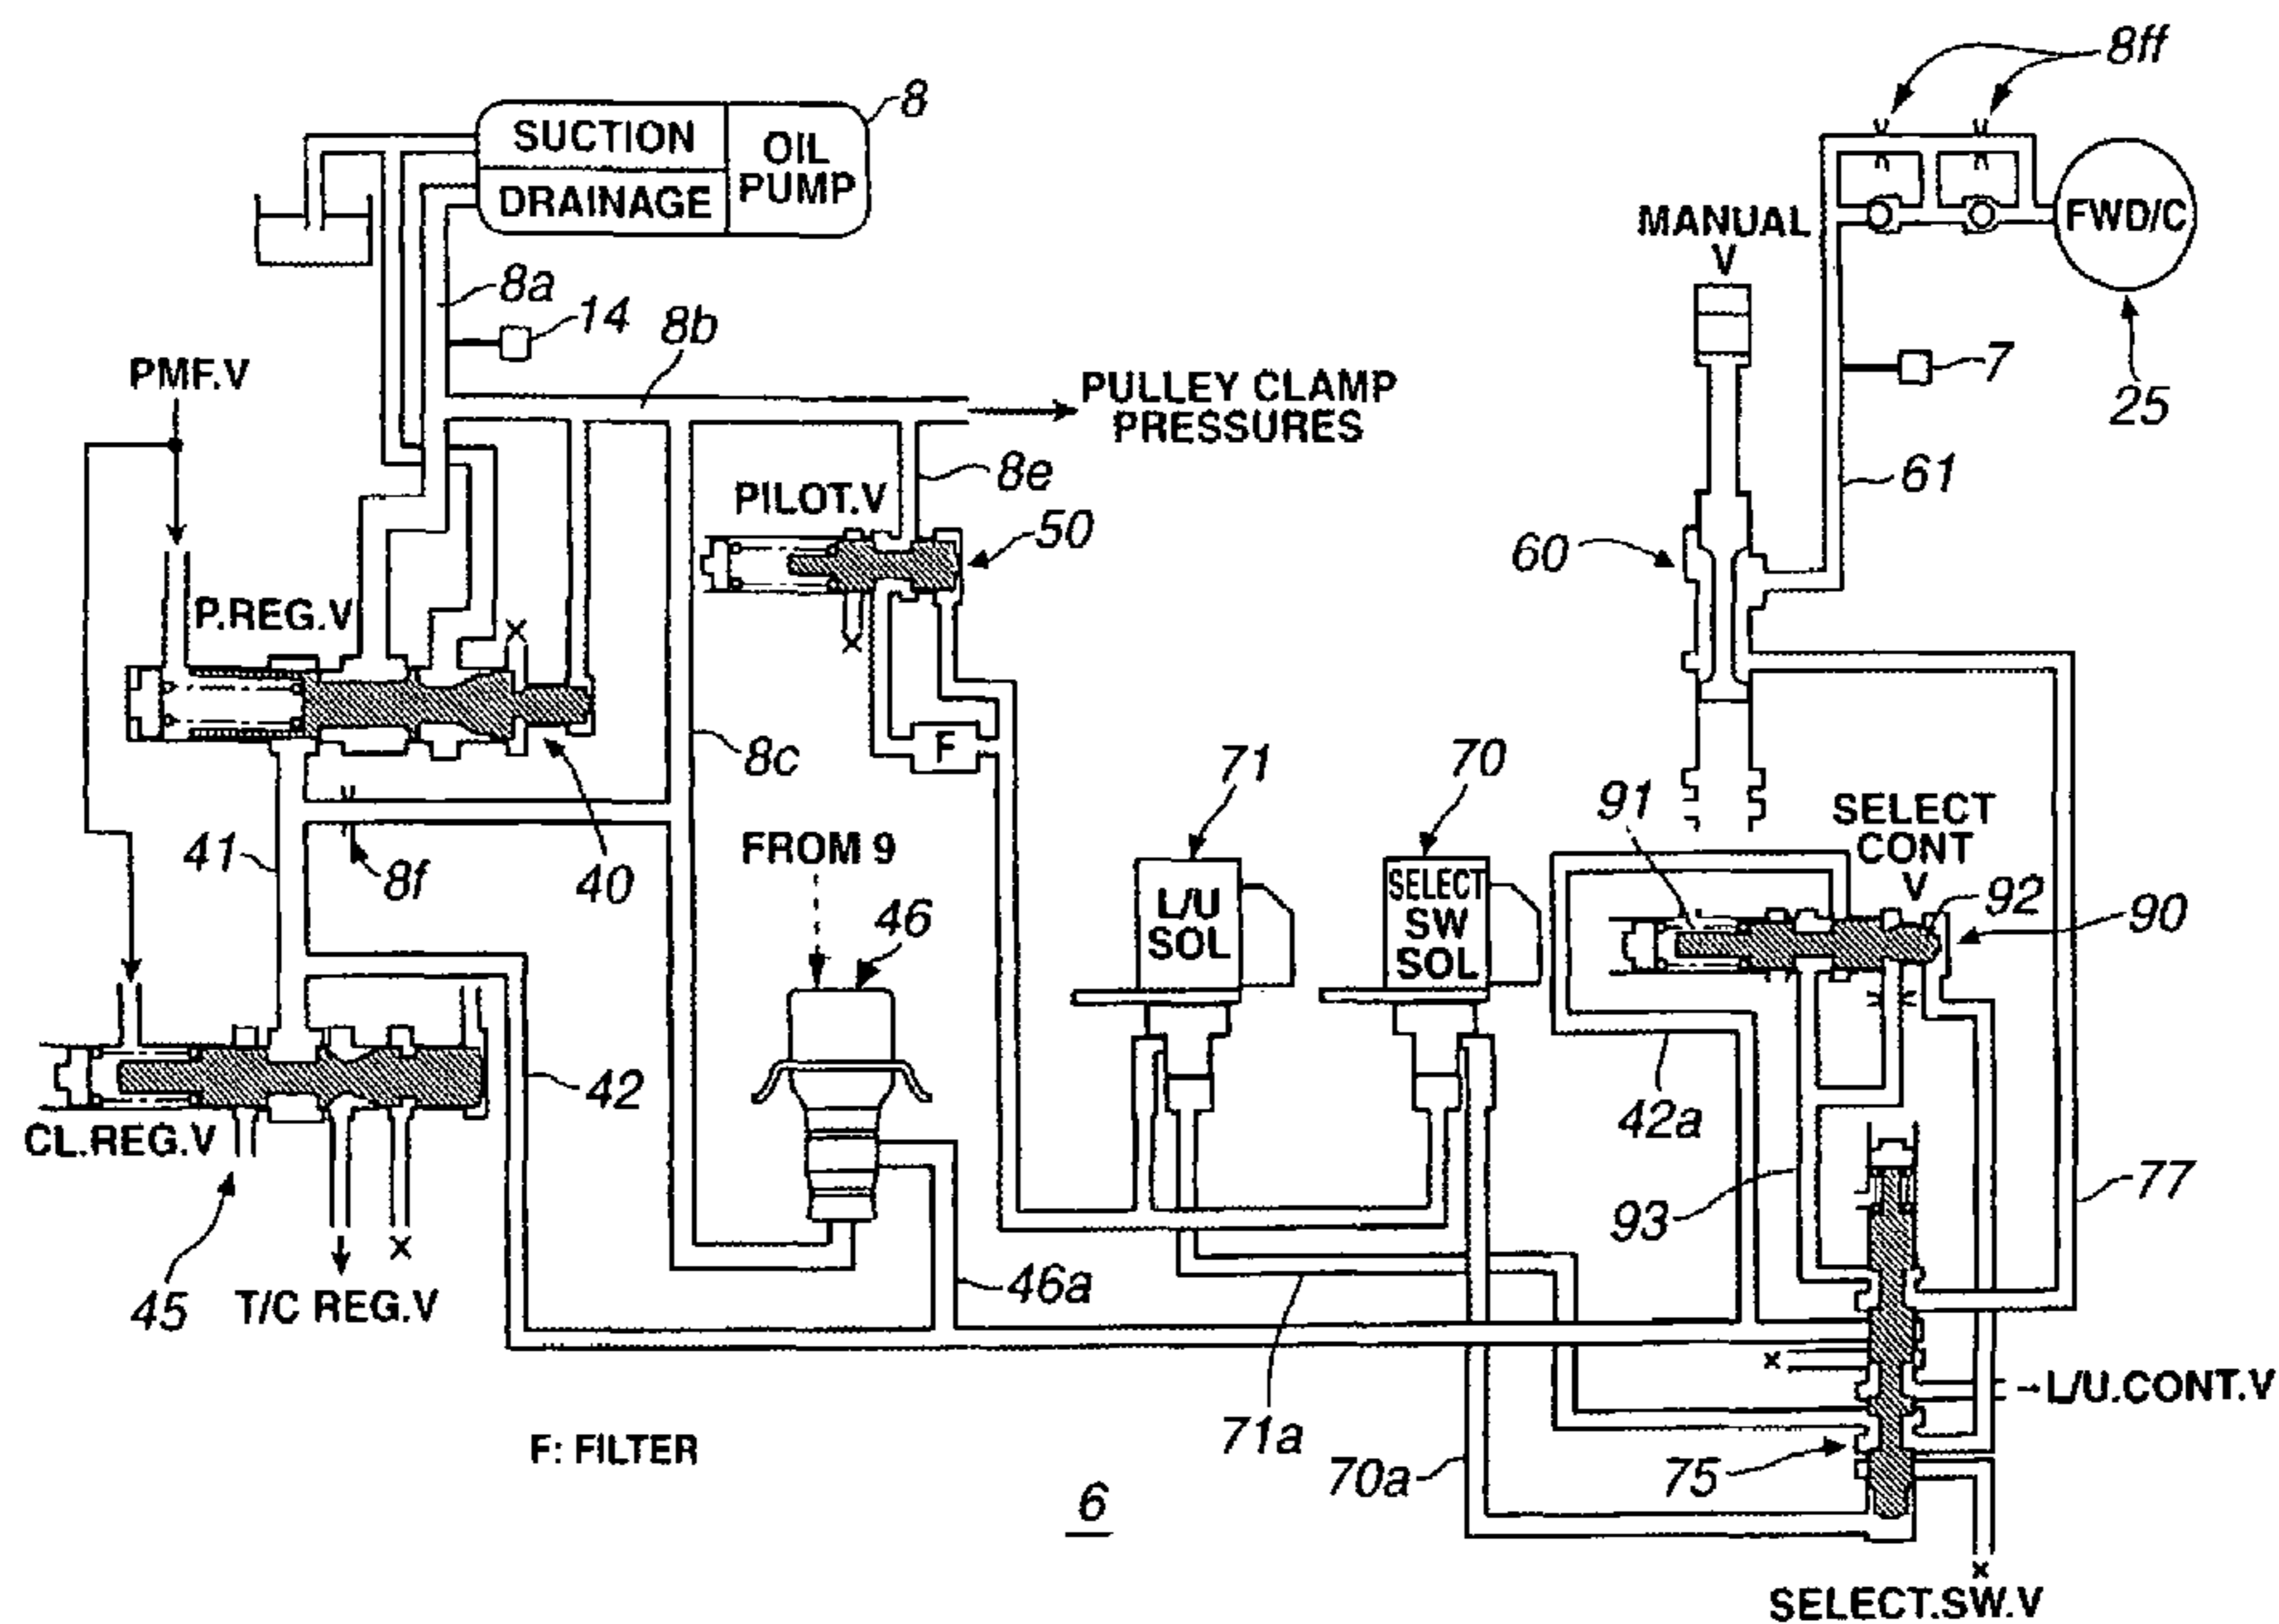 8ff
8
SUCTION
OIL
PUMP
DRAINAGE
FWD/C
MANUAL
V
8a
14
8b
7
PMF.V
PULLEY CLAMP
PRESSURES
25
8e
61
PILOT.V
50
60
P.REG.V
X
X
F
8c
71
70
91
SELECT
CONT
V
41
8f
40
FROM 9
46
L/U
SOL
SELECT
SW
SOL
92
90
42
42a
CL.REG.V
93
77
X
46a
45
T/C REG.V
x
L/U.CONT.V
71a
F: FILTER
70a
75
6
x
SELECT.SW.V